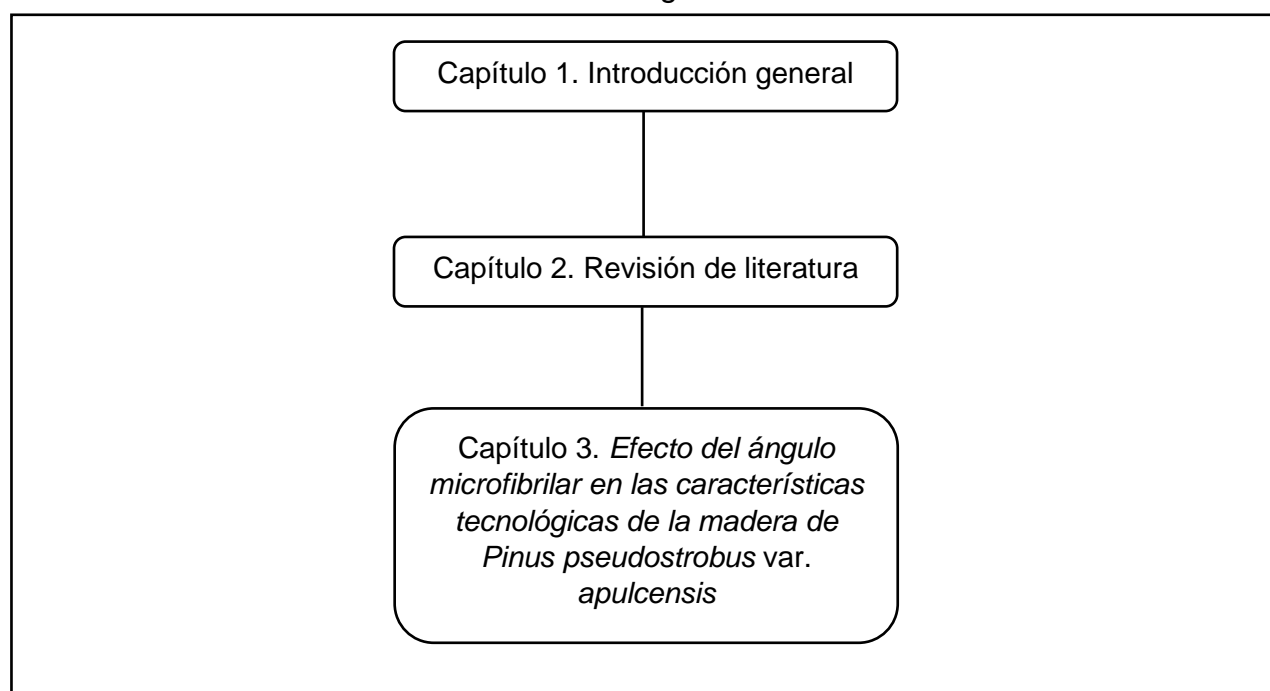 Capítulo 1. Introducción general
Capítulo 2. Revisión de literatura
Capítulo 3. Efecto del ángulo
microfibrilar en las características
tecnológicas de la madera de
Pinus pseudostrobus var.
apulcensis